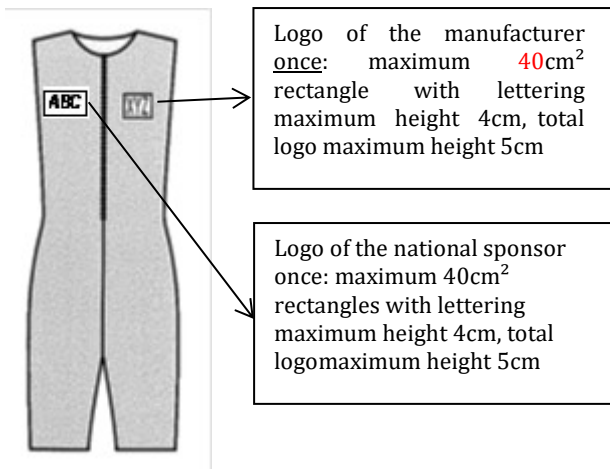 ABC
XYZ
Logo of the manufacturer
once: maximum 40cm²
rectangle with lettering
maximum height 4cm, total
logo maximum height 5cm
Logo of the national sponsor
once: maximum 40cm²
rectangles with lettering
maximum height 4cm, total
logomaximum height 5cm